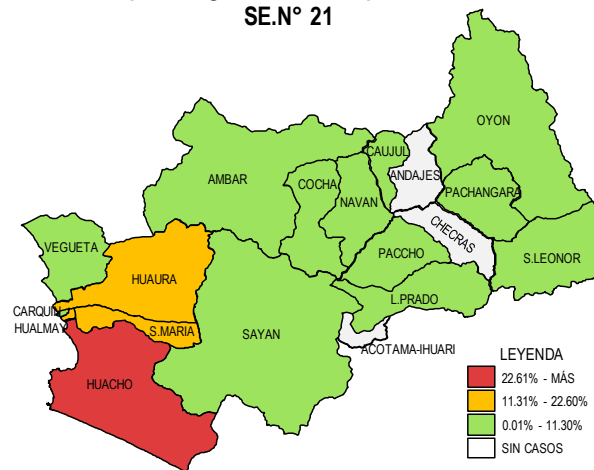 SE.N° 21
OYON
CAUJUL
ANDAJES
AMBAR
COCHA
NAVAN
PACHANGARA
CHECRAS
VEGUETA
HUAURA
PACCHO
S.LEONOR
L.PRADO
CARQUIN
HUALMAY
S.MARIA
SAYAN
ACOTAMA-IHUARI
HUACHO
LEYENDA
22.61% - MÁS
11.31% - 22.60%
0.01% - 11.30%
SIN CASOS